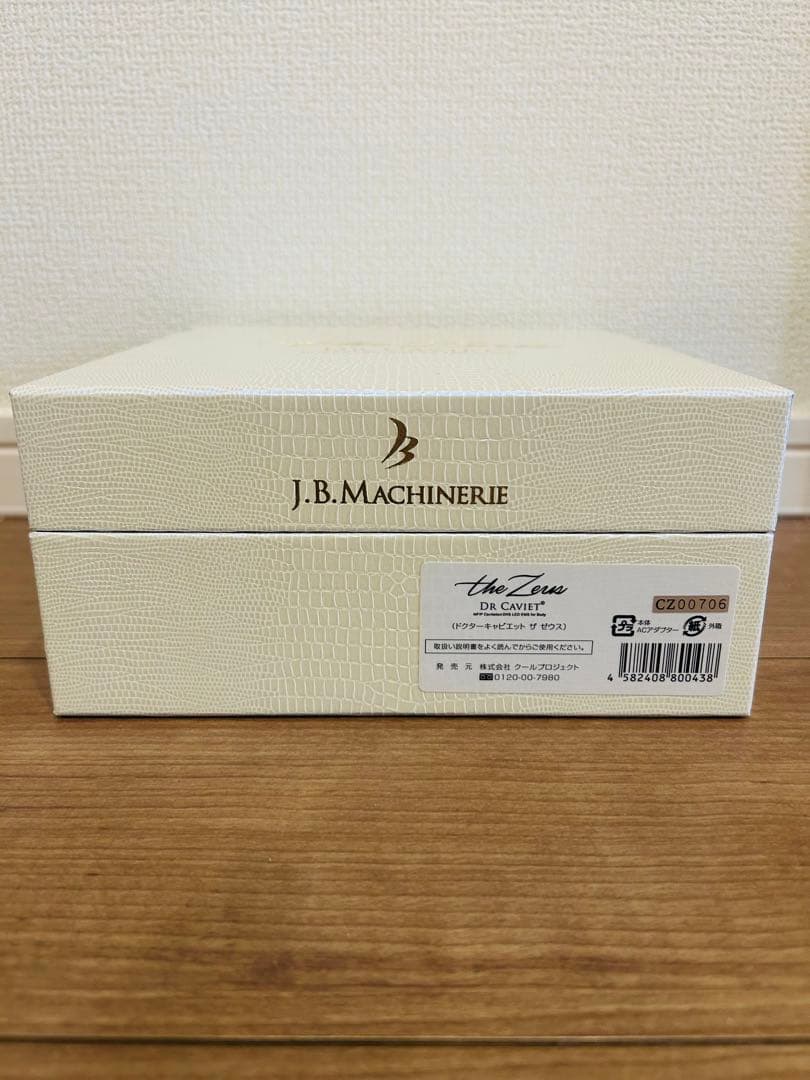 J.B. MACHINERIE
the Zeus
DR CAVIET®
(ドクターキャビエット ザ ゼウス)
取扱い説明書をよく読んでからご使用ください。
発売元 株式会社 クールプロジェクト
0120-00-7980
CZ00706
プラ 本体 ACアダプター 紙 外箱
4 582408 800438